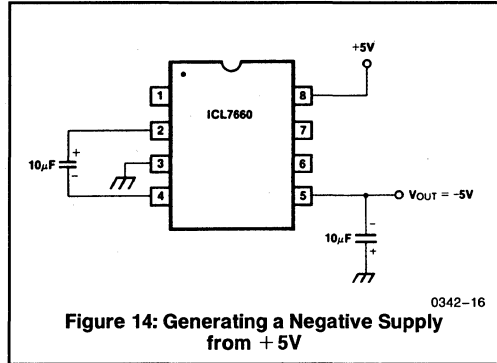 +5V
1
ICL7660
8
2
7
10µF
+
3
6
-
4
5
VOUT = -5V
-
10µF
+
0342-16
Figure 14: Generating a Negative Supply
from + 5V